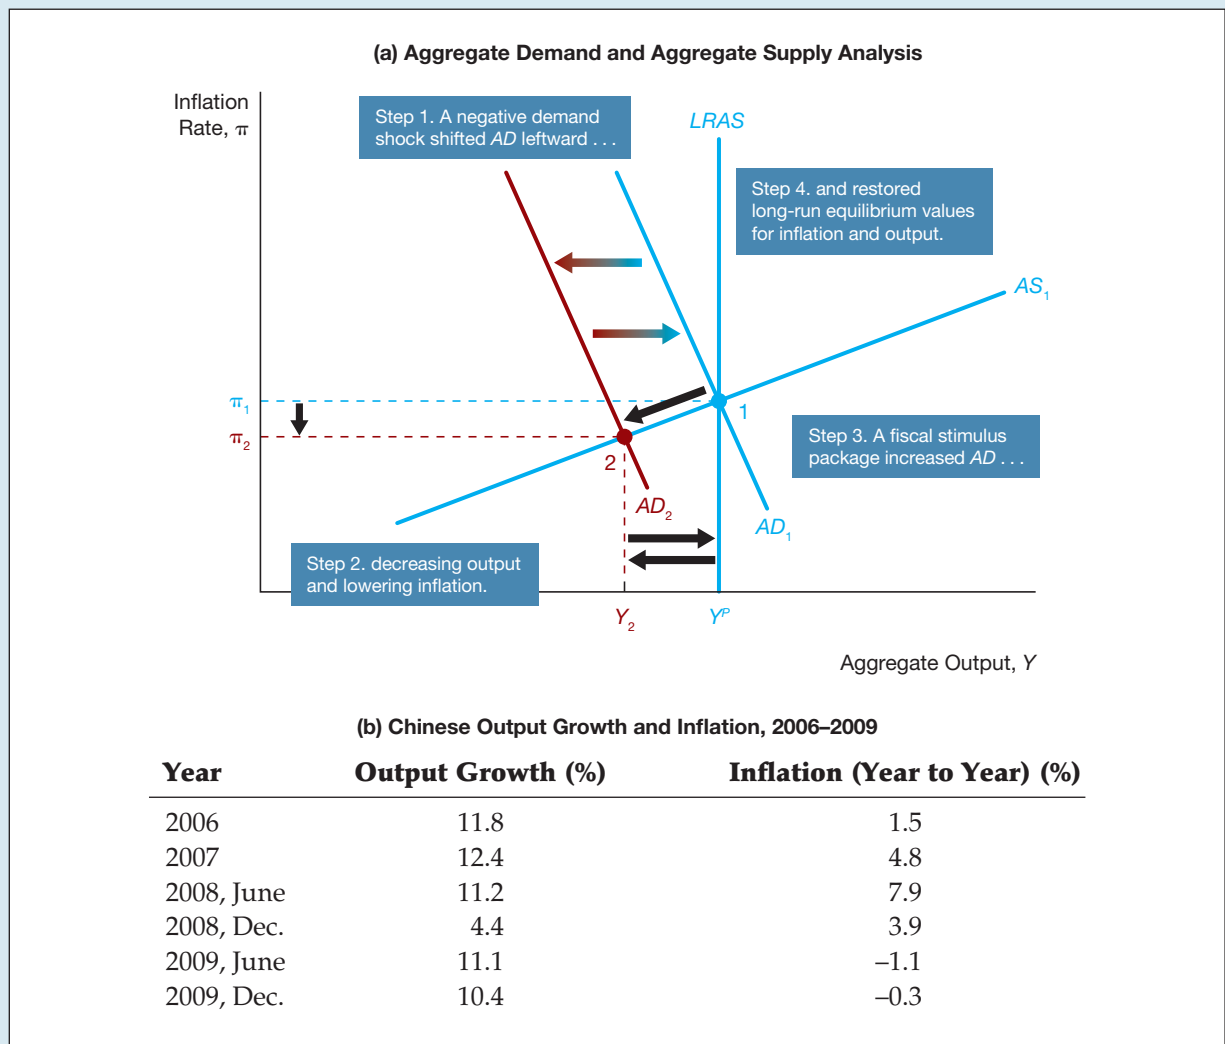 (a) Aggregate Demand and Aggregate Supply Analysis
Inflation
Rate, π
Step 1. A negative demand
shock shifted AD leftward . . .
LRAS
Step 4. and restored
long-run equilibrium values
for inflation and output.
AS₁
π₁
1
π₂
2
Step 3. A fiscal stimulus
package increased AD . . .
AD₂
AD₁
Step 2. decreasing output
and lowering inflation.
Y₂
Yᴾ
Aggregate Output, Y
(b) Chinese Output Growth and Inflation, 2006–2009
Year Output Growth (%) Inflation (Year to Year) (%)
2006 11.8 1.5
2007 12.4 4.8
2008, June 11.2 7.9
2008, Dec. 4.4 3.9
2009, June 11.1 –1.1
2009, Dec. 10.4 –0.3